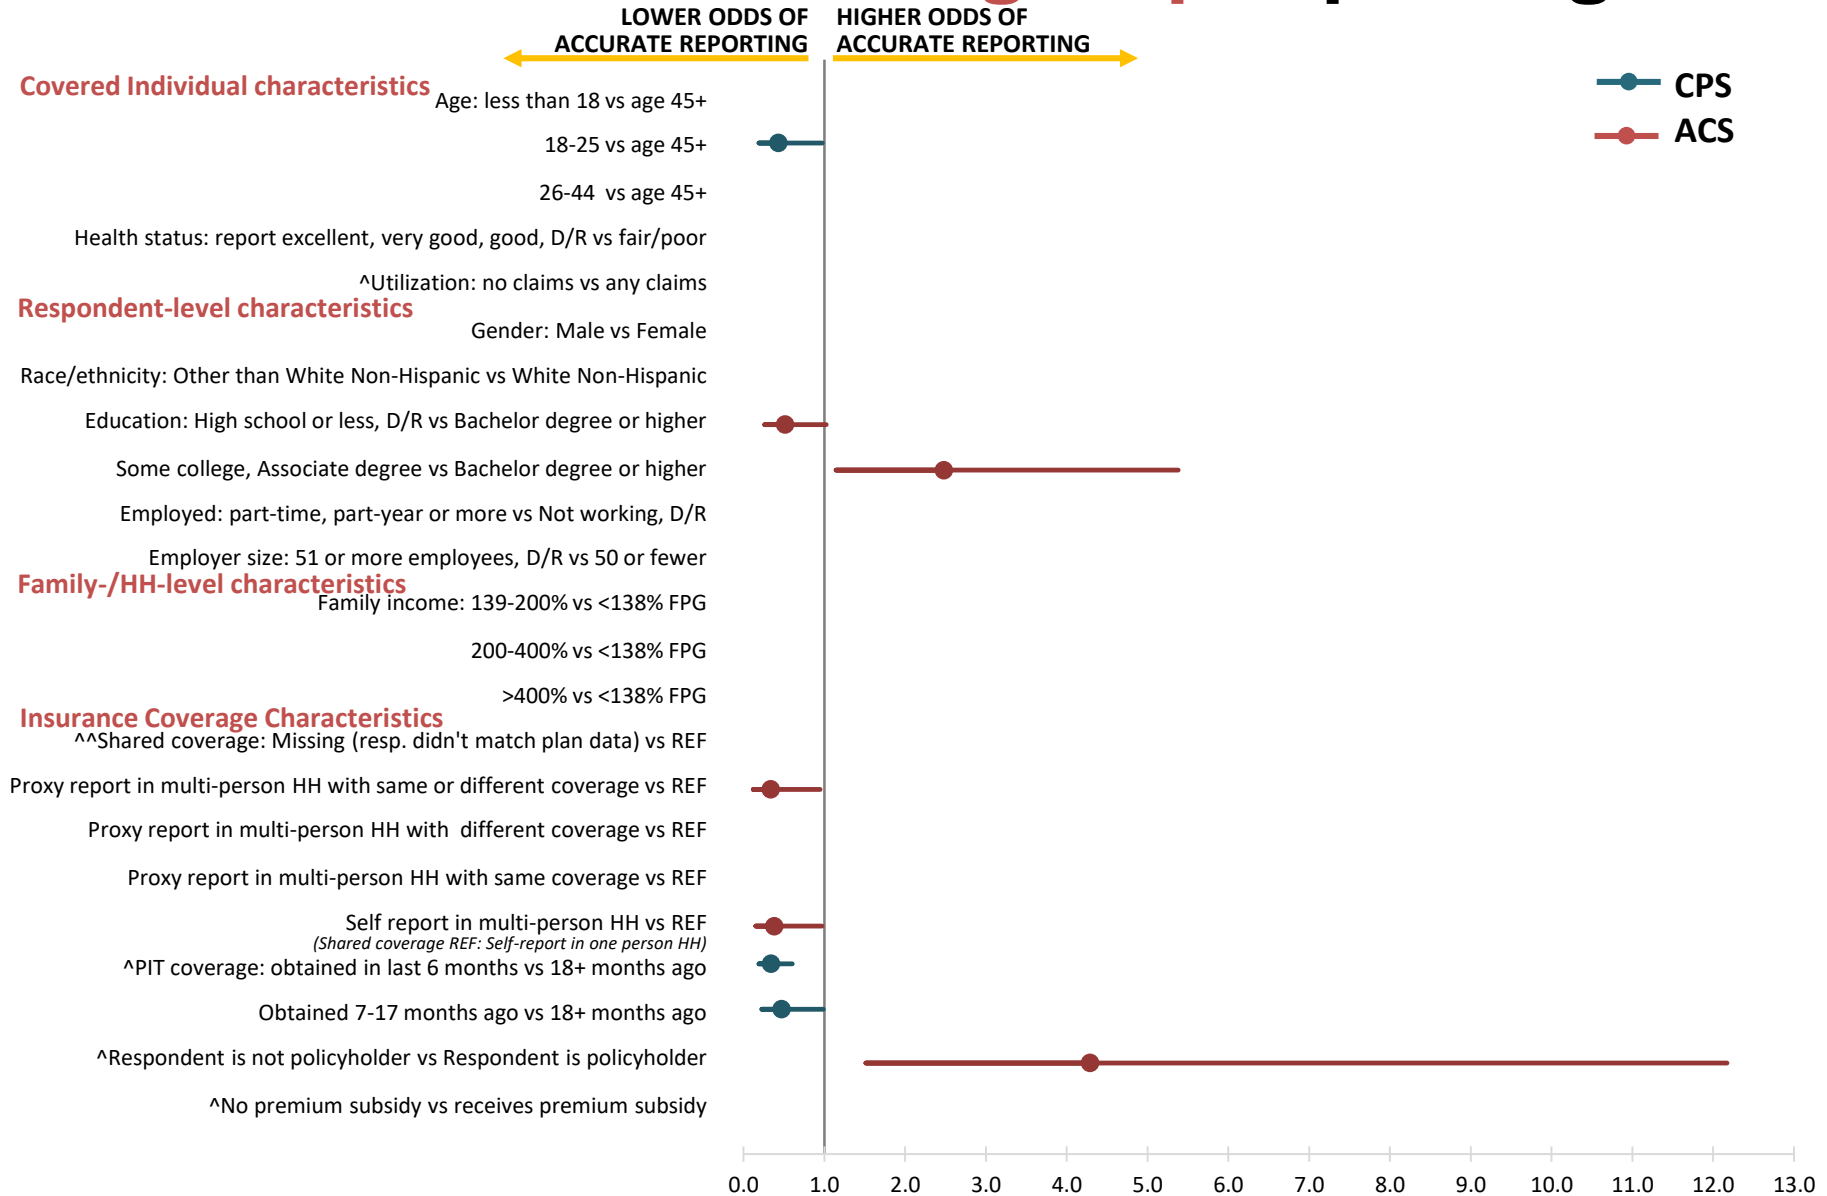 LOWER ODDS OF
ACCURATE REPORTING
HIGHER ODDS OF
ACCURATE REPORTING
CPS
ACS
Covered Individual characteristics
Age: less than 18 vs age 45+
18-25 vs age 45+
26-44 vs age 45+
Health status: report excellent, very good, good, D/R vs fair/poor
^Utilization: no claims vs any claims
Respondent-level characteristics
Gender: Male vs Female
Race/ethnicity: Other than White Non-Hispanic vs White Non-Hispanic
Education: High school or less, D/R vs Bachelor degree or higher
Some college, Associate degree vs Bachelor degree or higher
Employed: part-time, part-year or more vs Not working, D/R
Employer size: 51 or more employees, D/R vs 50 or fewer
Family-/HH-level characteristics
Family income: 139-200% vs <138% FPG
200-400% vs <138% FPG
>400% vs <138% FPG
Insurance Coverage Characteristics
^^Shared coverage: Missing (resp. didn't match plan data) vs REF
Proxy report in multi-person HH with same or different coverage vs REF
Proxy report in multi-person HH with different coverage vs REF
Proxy report in multi-person HH with same coverage vs REF
Self report in multi-person HH vs REF
(Shared coverage REF: Self-report in one person HH)
^PIT coverage: obtained in last 6 months vs 18+ months ago
Obtained 7-17 months ago vs 18+ months ago
^Respondent is not policyholder vs Respondent is policyholder
^No premium subsidy vs receives premium subsidy
0.0 1.0 2.0 3.0 4.0 5.0 6.0 7.0 8.0 9.0 10.0 11.0 12.0 13.0